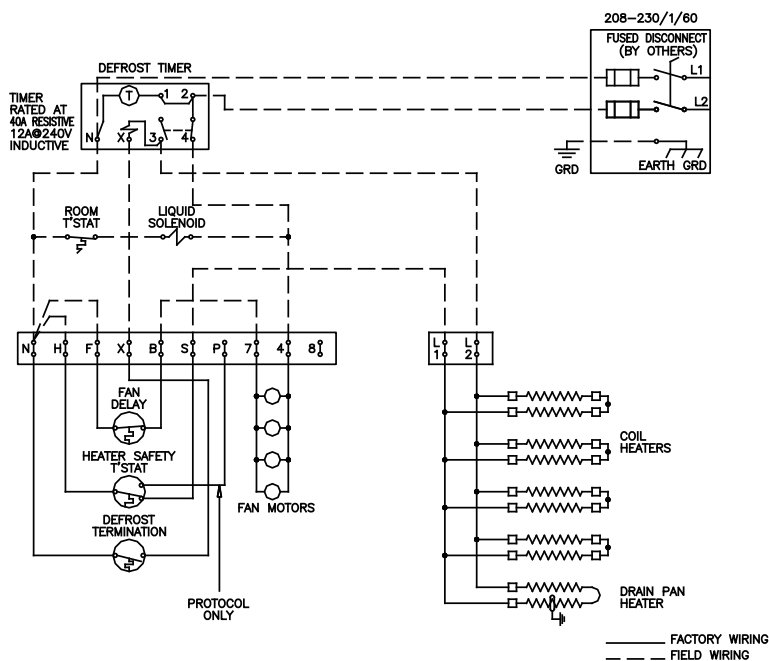 208-230/1/60
FUSED DISCONNECT
(BY OTHERS)
L1
L2
GRD
EARTH GRD
DEFROST TIMER
TIMER
RATED AT
40A RESISTIVE
12A@240V
INDUCTIVE
T
1 2
N X 3 4
ROOM
T'STAT
LIQUID
SOLENOID
N H F X B S P 7 4 8
L
1
L
2
FAN
DELAY
HEATER SAFETY
T'STAT
DEFROST
TERMINATION
FAN MOTORS
PROTOCOL
ONLY
COIL
HEATERS
DRAIN PAN
HEATER
FACTORY WIRING
FIELD WIRING